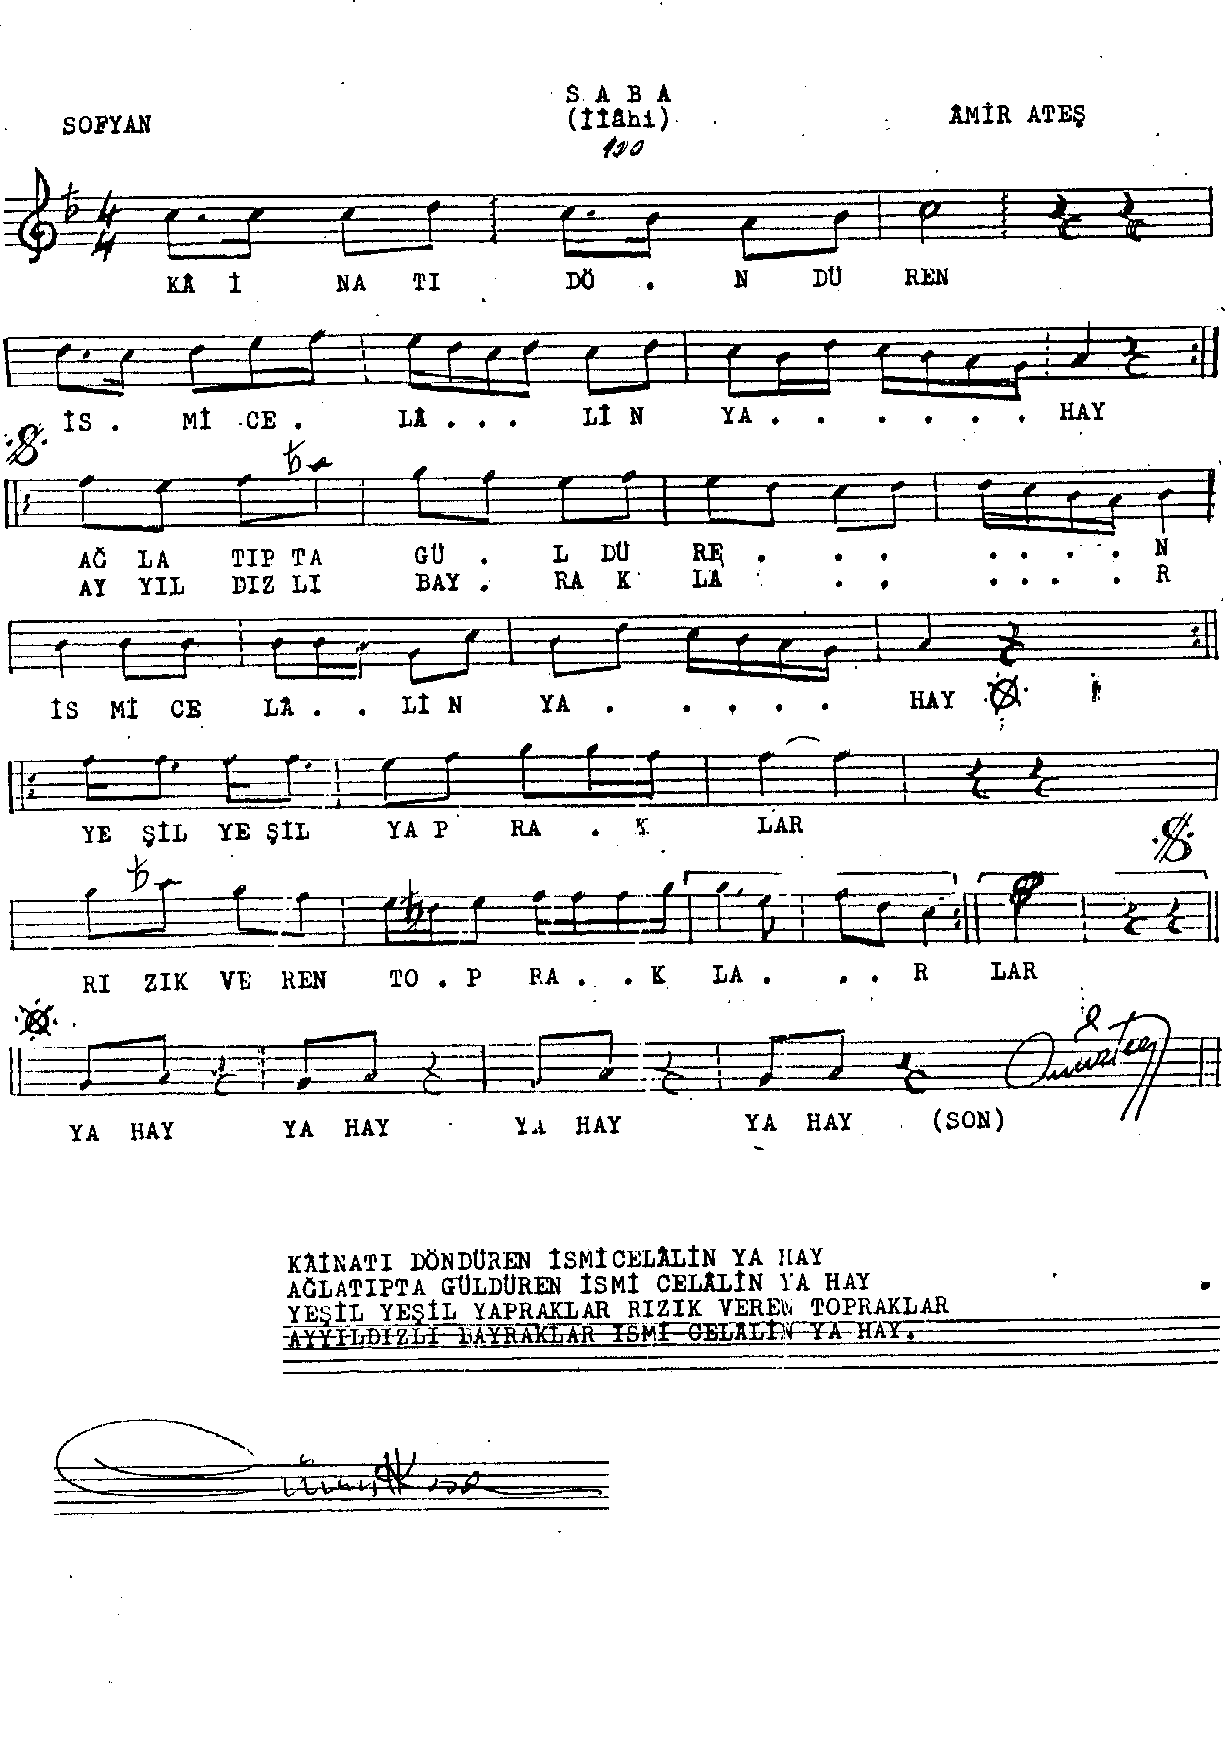 SABA
SOFYAN (İlâhi) ÂMİR ATEŞ
100
4
4
KÂ İ NA TI DÖ . N DÜ REN
İS . Mİ CE . LÂ . . . Lİ N YA . . . . . . HAY
AĞ LA TIP TA GÜ . L DÜ RE . . . . . . . N
AY YIL DIZ LI BAY . RA K LA . . . . . . R
İS Mİ CE LÂ . . Lİ N YA . . . . . HAY
YE ŞİL YE ŞİL YA P RA . K LAR
RI ZIK VE REN TO . P RA . . K LA . . . R LAR
YA HAY YA HAY YA HAY YA HAY (SON)
KÂİNATI DÖNDÜREN İSMİCELÂLİN YA HAY
AĞLATIPTA GÜLDÜREN İSMİ CELÂLİN YA HAY
YEŞİL YEŞİL YAPRAKLAR RIZIK VEREN TOPRAKLAR
AYYILDIZLI BAYRAKLAR İSMİ CELÂLİN YA HAY.